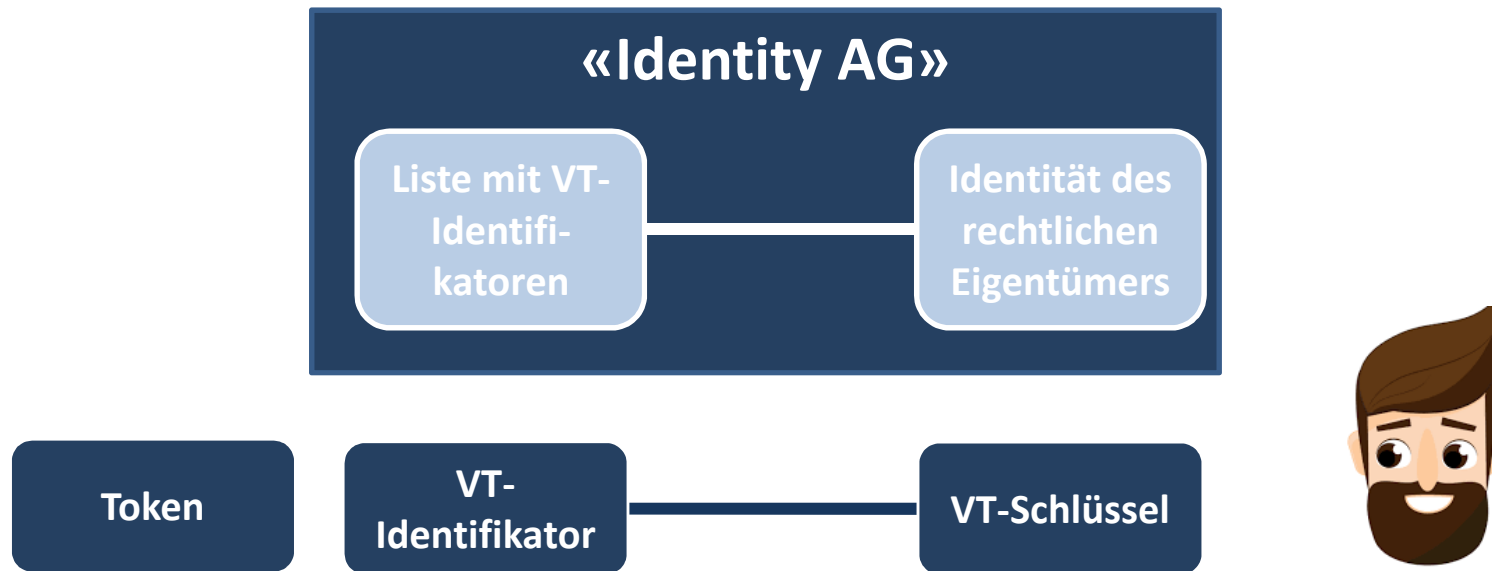 «Identity AG»
Liste mit VT-
Identifi-
katoren
Identität des
rechtlichen
Eigentümers
Token
VT-
Identifikator
VT-Schlüssel